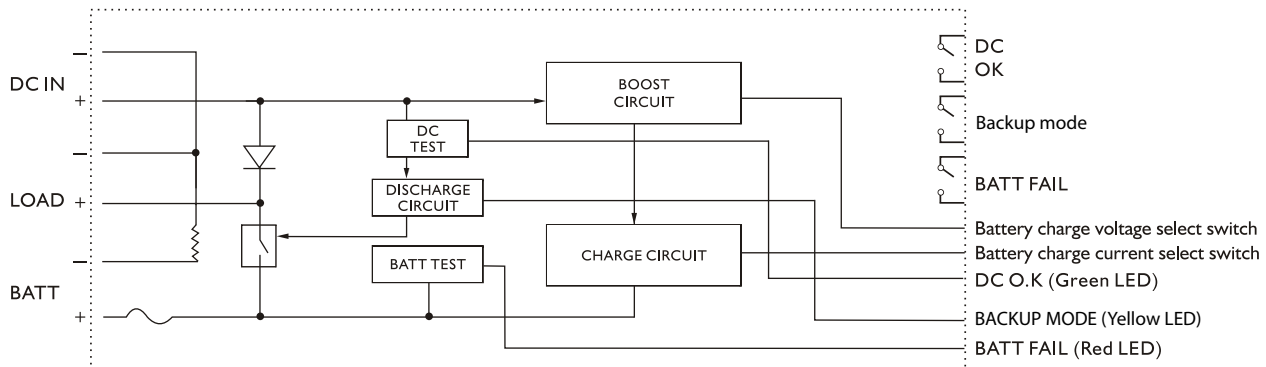 −
DC IN
+
−
LOAD +
−
BATT
+
BOOST
CIRCUIT
DC
TEST
DISCHARGE
CIRCUIT
BATT TEST
CHARGE CIRCUIT
DC
OK
Backup mode
BATT FAIL
Battery charge voltage select switch
Battery charge current select switch
DC O.K (Green LED)
BACKUP MODE (Yellow LED)
BATT FAIL (Red LED)